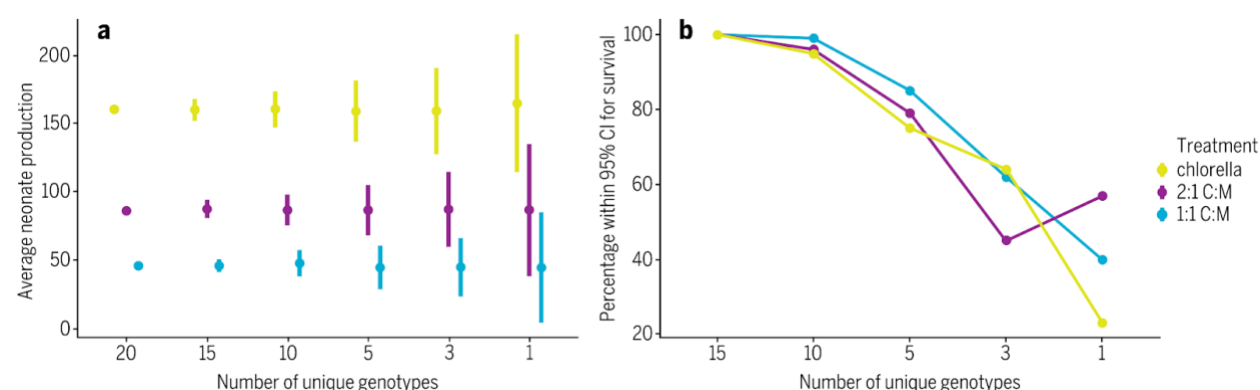 a
Average neonate production
200
150
100
50
0
20 15 10 5 3 1
Number of unique genotypes
b
Percentage within 95% CI for survival
100
80
60
40
20
15 10 5 3 1
Number of unique genotypes
Treatment
chlorella
2:1 C:M
1:1 C:M